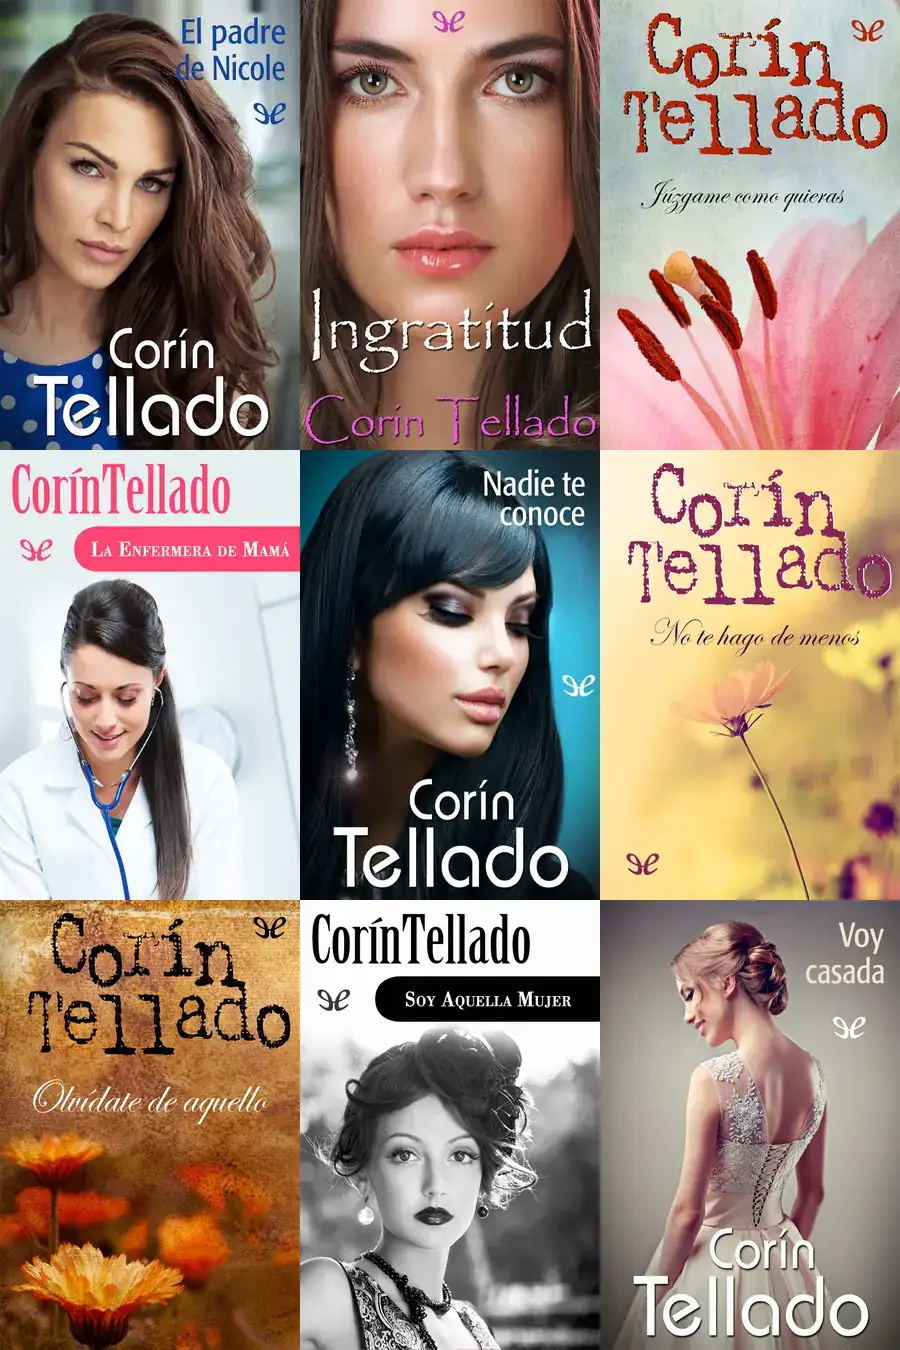 El padre
de Nicole
Corín
Tellado
Ingratitud
Corín Tellado
Corín
Tellado
Júzgame como quieras
CorínTellado
La Enfermera de Mamá
Nadie te
conoce
Corín
Tellado
Corín
Tellado
No te hago de menos
Corín
Tellado
Olvídate de aquello
CorínTellado
Soy Aquella Mujer
Voy
casada
Corín
Tellado